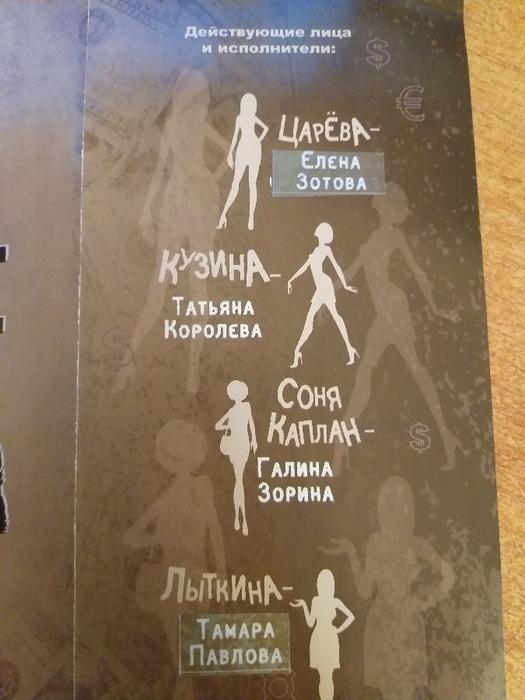 Действующие лица
и исполнители:
ЦАРЁВА-
ЕЛЕНА
ЗОТОВА
КУЗИНА-
ТАТЬЯНА
КОРОЛЕВА
СОНЯ
КАПЛАН-
ГАЛИНА
ЗОРИНА
ЛЫТКИНА-
ТАМАРА
ПАВЛОВА